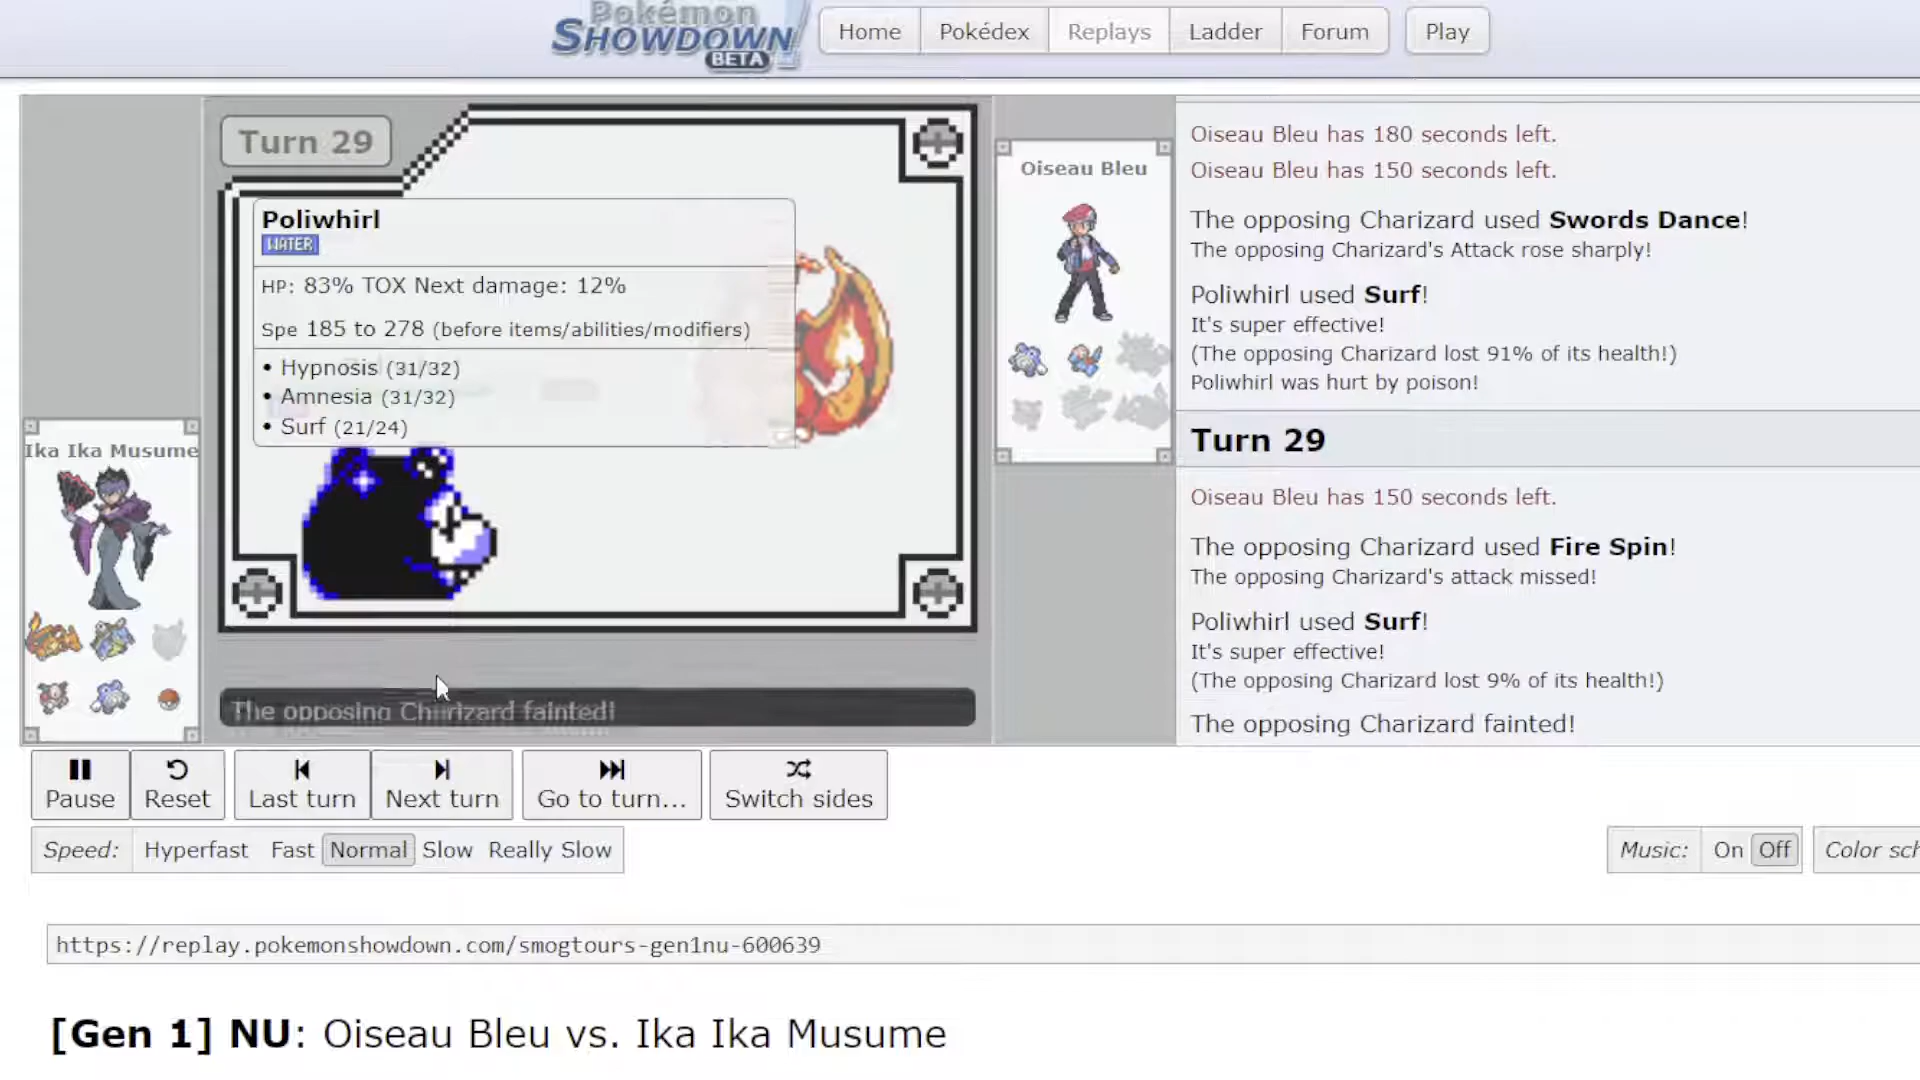 Pokémon
SHOWDOWN
BETA
Home
Pokédex
Replays
Ladder
Forum
Play
Turn 29
Poliwhirl
WATER
HP: 83% TOX Next damage: 12%
Spe 185 to 278 (before items/abilities/modifiers)
• Hypnosis (31/32)
• Amnesia (31/32)
• Surf (21/24)
Ika Ika Musume
Oiseau Bleu
The opposing Charizard fainted!
Oiseau Bleu has 180 seconds left.
Oiseau Bleu has 150 seconds left.
The opposing Charizard used Swords Dance!
The opposing Charizard's Attack rose sharply!
Poliwhirl used Surf!
It's super effective!
(The opposing Charizard lost 91% of its health!)
Poliwhirl was hurt by poison!
Turn 29
Oiseau Bleu has 150 seconds left.
The opposing Charizard used Fire Spin!
The opposing Charizard's attack missed!
Poliwhirl used Surf!
It's super effective!
(The opposing Charizard lost 9% of its health!)
The opposing Charizard fainted!
Pause
Reset
Last turn
Next turn
Go to turn...
Switch sides
Speed: Hyperfast Fast Normal Slow Really Slow
Music: On Off
Color sch
https://replay.pokemonshowdown.com/smogtours-gen1nu-600639
[Gen 1] NU: Oiseau Bleu vs. Ika Ika Musume